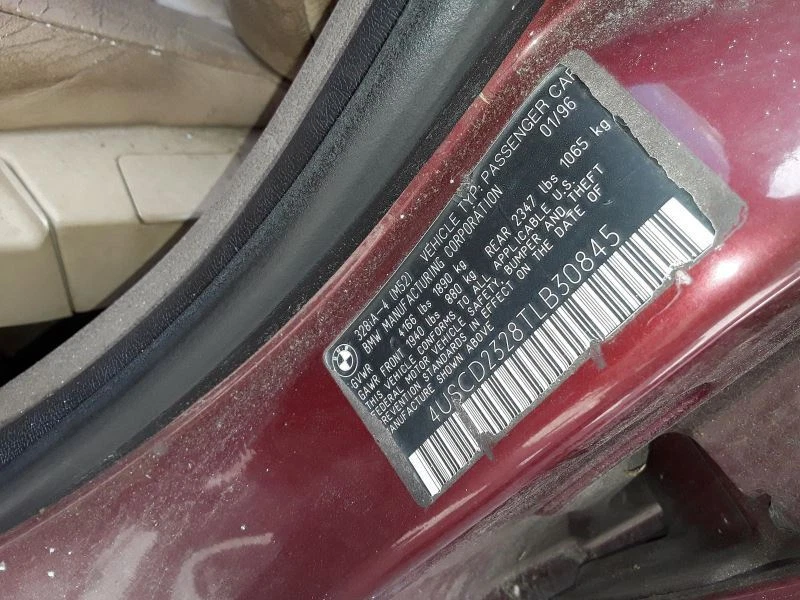 328iA-4 (M52) VEHICLE TYP: PASSENGER CAR
BMW MANUFACTURING CORPORATION 01/96
GVWR 4166 lbs 1890 kg
GAWR FRONT 1940 lbs 880 kg REAR 2347 lbs 1065 kg
THIS VEHICLE CONFORMS TO ALL APPLICABLE U.S.
FEDERAL MOTOR VEHICLE SAFETY, BUMPER AND THEFT
PREVENTION STANDARDS IN EFFECT ON THE DATE OF
MANUFACTURE SHOWN ABOVE
4USCD2328TLB30845